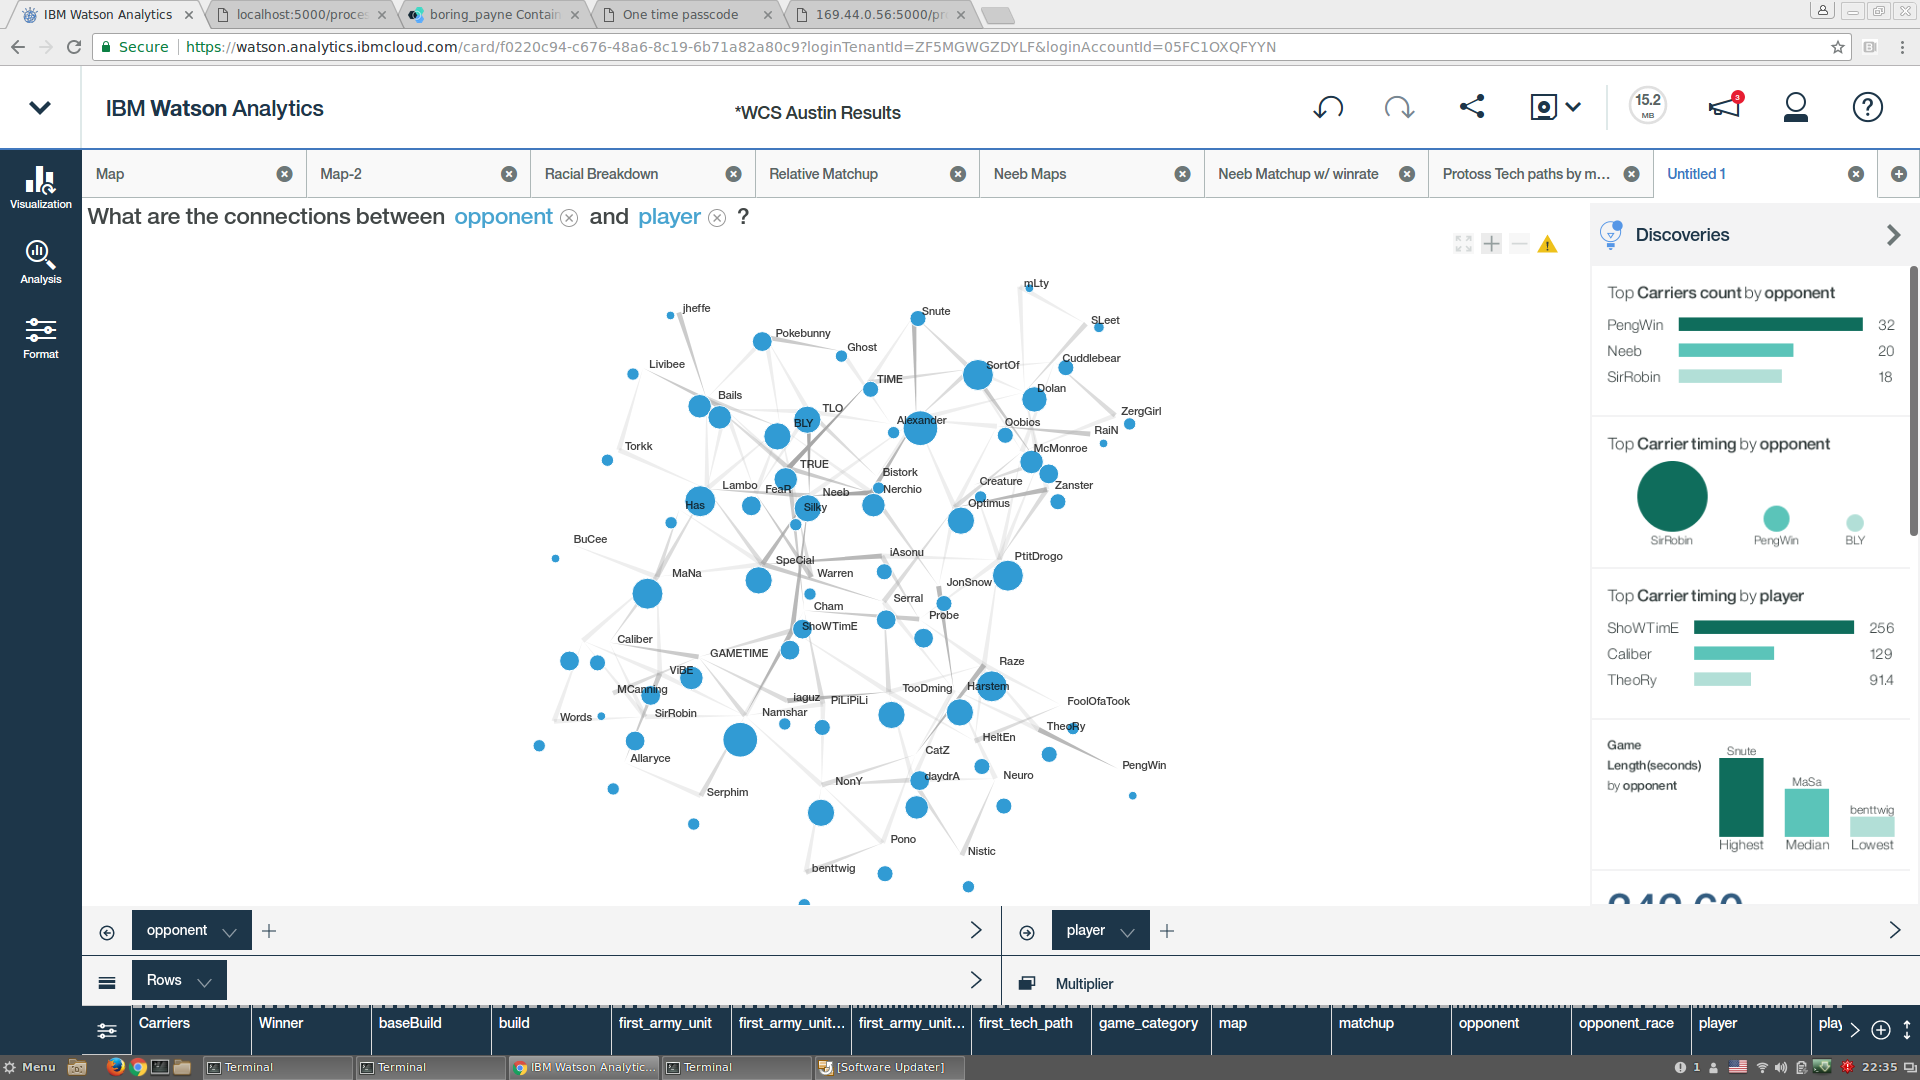 IBM Watson Analytics
localhost:5000/proce
boring_payne Contain
One time passcode
169.44.0.56:5000/pr
Secure
https://watson.analytics.ibmcloud.com/card/f0220c94-c676-48a6-8c19-6b71a82a80c9?loginTenantId=ZF5MGWGZDYLF&loginAccountId=05FC1OXQFYYN
IBM Watson Analytics
*WCS Austin Results
15.2
MB
3
Map
Map-2
Racial Breakdown
Relative Matchup
Neeb Maps
Neeb Matchup w/ winrate
Protoss Tech paths by m...
Untitled 1
Visualization
Analysis
Format
What are the connections between opponent and player ?
mLty
jheffe
Snute
SLeet
Pokebunny
Ghost
Cuddlebear
Livibee
SortOf
TIME
Dolan
Bails
TLO
ZergGirl
BLY
Alexander
Oobios
RaiN
Torkk
McMonroe
TRUE
Bistork
Lambo
FeaR
Neeb
Nerchio
Creature
Zanster
Has
Silky
Optimus
BuCee
iAsonu
SpeCial
PtitDrogo
MaNa
Warren
JonSnow
Serral
Cham
Probe
ShoWTimE
Caliber
GAMETIME
Raze
ViBE
MCanning
TooDming
Harstem
iaguz
PiLiPiLi
FoolOfaTook
Words
SirRobin
Namshar
TheoRy
HeltEn
CatZ
Allaryce
PengWin
NonY
daydrA
Neuro
Serphim
Pono
Nistic
benttwig
Discoveries
Top Carriers count by opponent
PengWin 32
Neeb 20
SirRobin 18
Top Carrier timing by opponent
SirRobin
PengWin
BLY
Top Carrier timing by player
ShoWTimE 256
Caliber 129
TheoRy 91.4
Game
Length(seconds)
by opponent
Snute
MaSa
benttwig
Highest
Median
Lowest
opponent
player
Rows
Multiplier
Carriers
Winner
baseBuild
build
first_army_unit
first_army_unit...
first_army_unit...
first_tech_path
game_category
map
matchup
opponent
opponent_race
player
play
Menu
Terminal
Terminal
IBM Watson Analytic...
Terminal
[Software Updater]
1
22:35